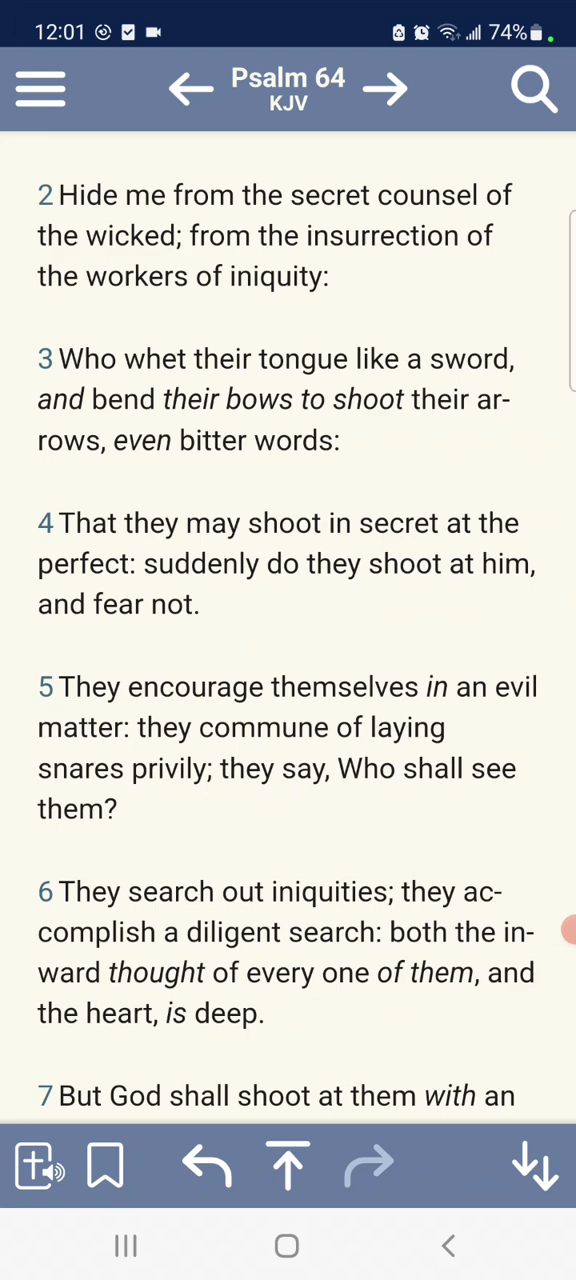 12:01 74%
Psalm 64
KJV
2 Hide me from the secret counsel of
the wicked; from the insurrection of
the workers of iniquity:
3 Who whet their tongue like a sword,
and bend their bows to shoot their ar-
rows, even bitter words:
4 That they may shoot in secret at the
perfect: suddenly do they shoot at him,
and fear not.
5 They encourage themselves in an evil
matter: they commune of laying
snares privily; they say, Who shall see
them?
6 They search out iniquities; they ac-
complish a diligent search: both the in-
ward thought of every one of them, and
the heart, is deep.
7 But God shall shoot at them with an